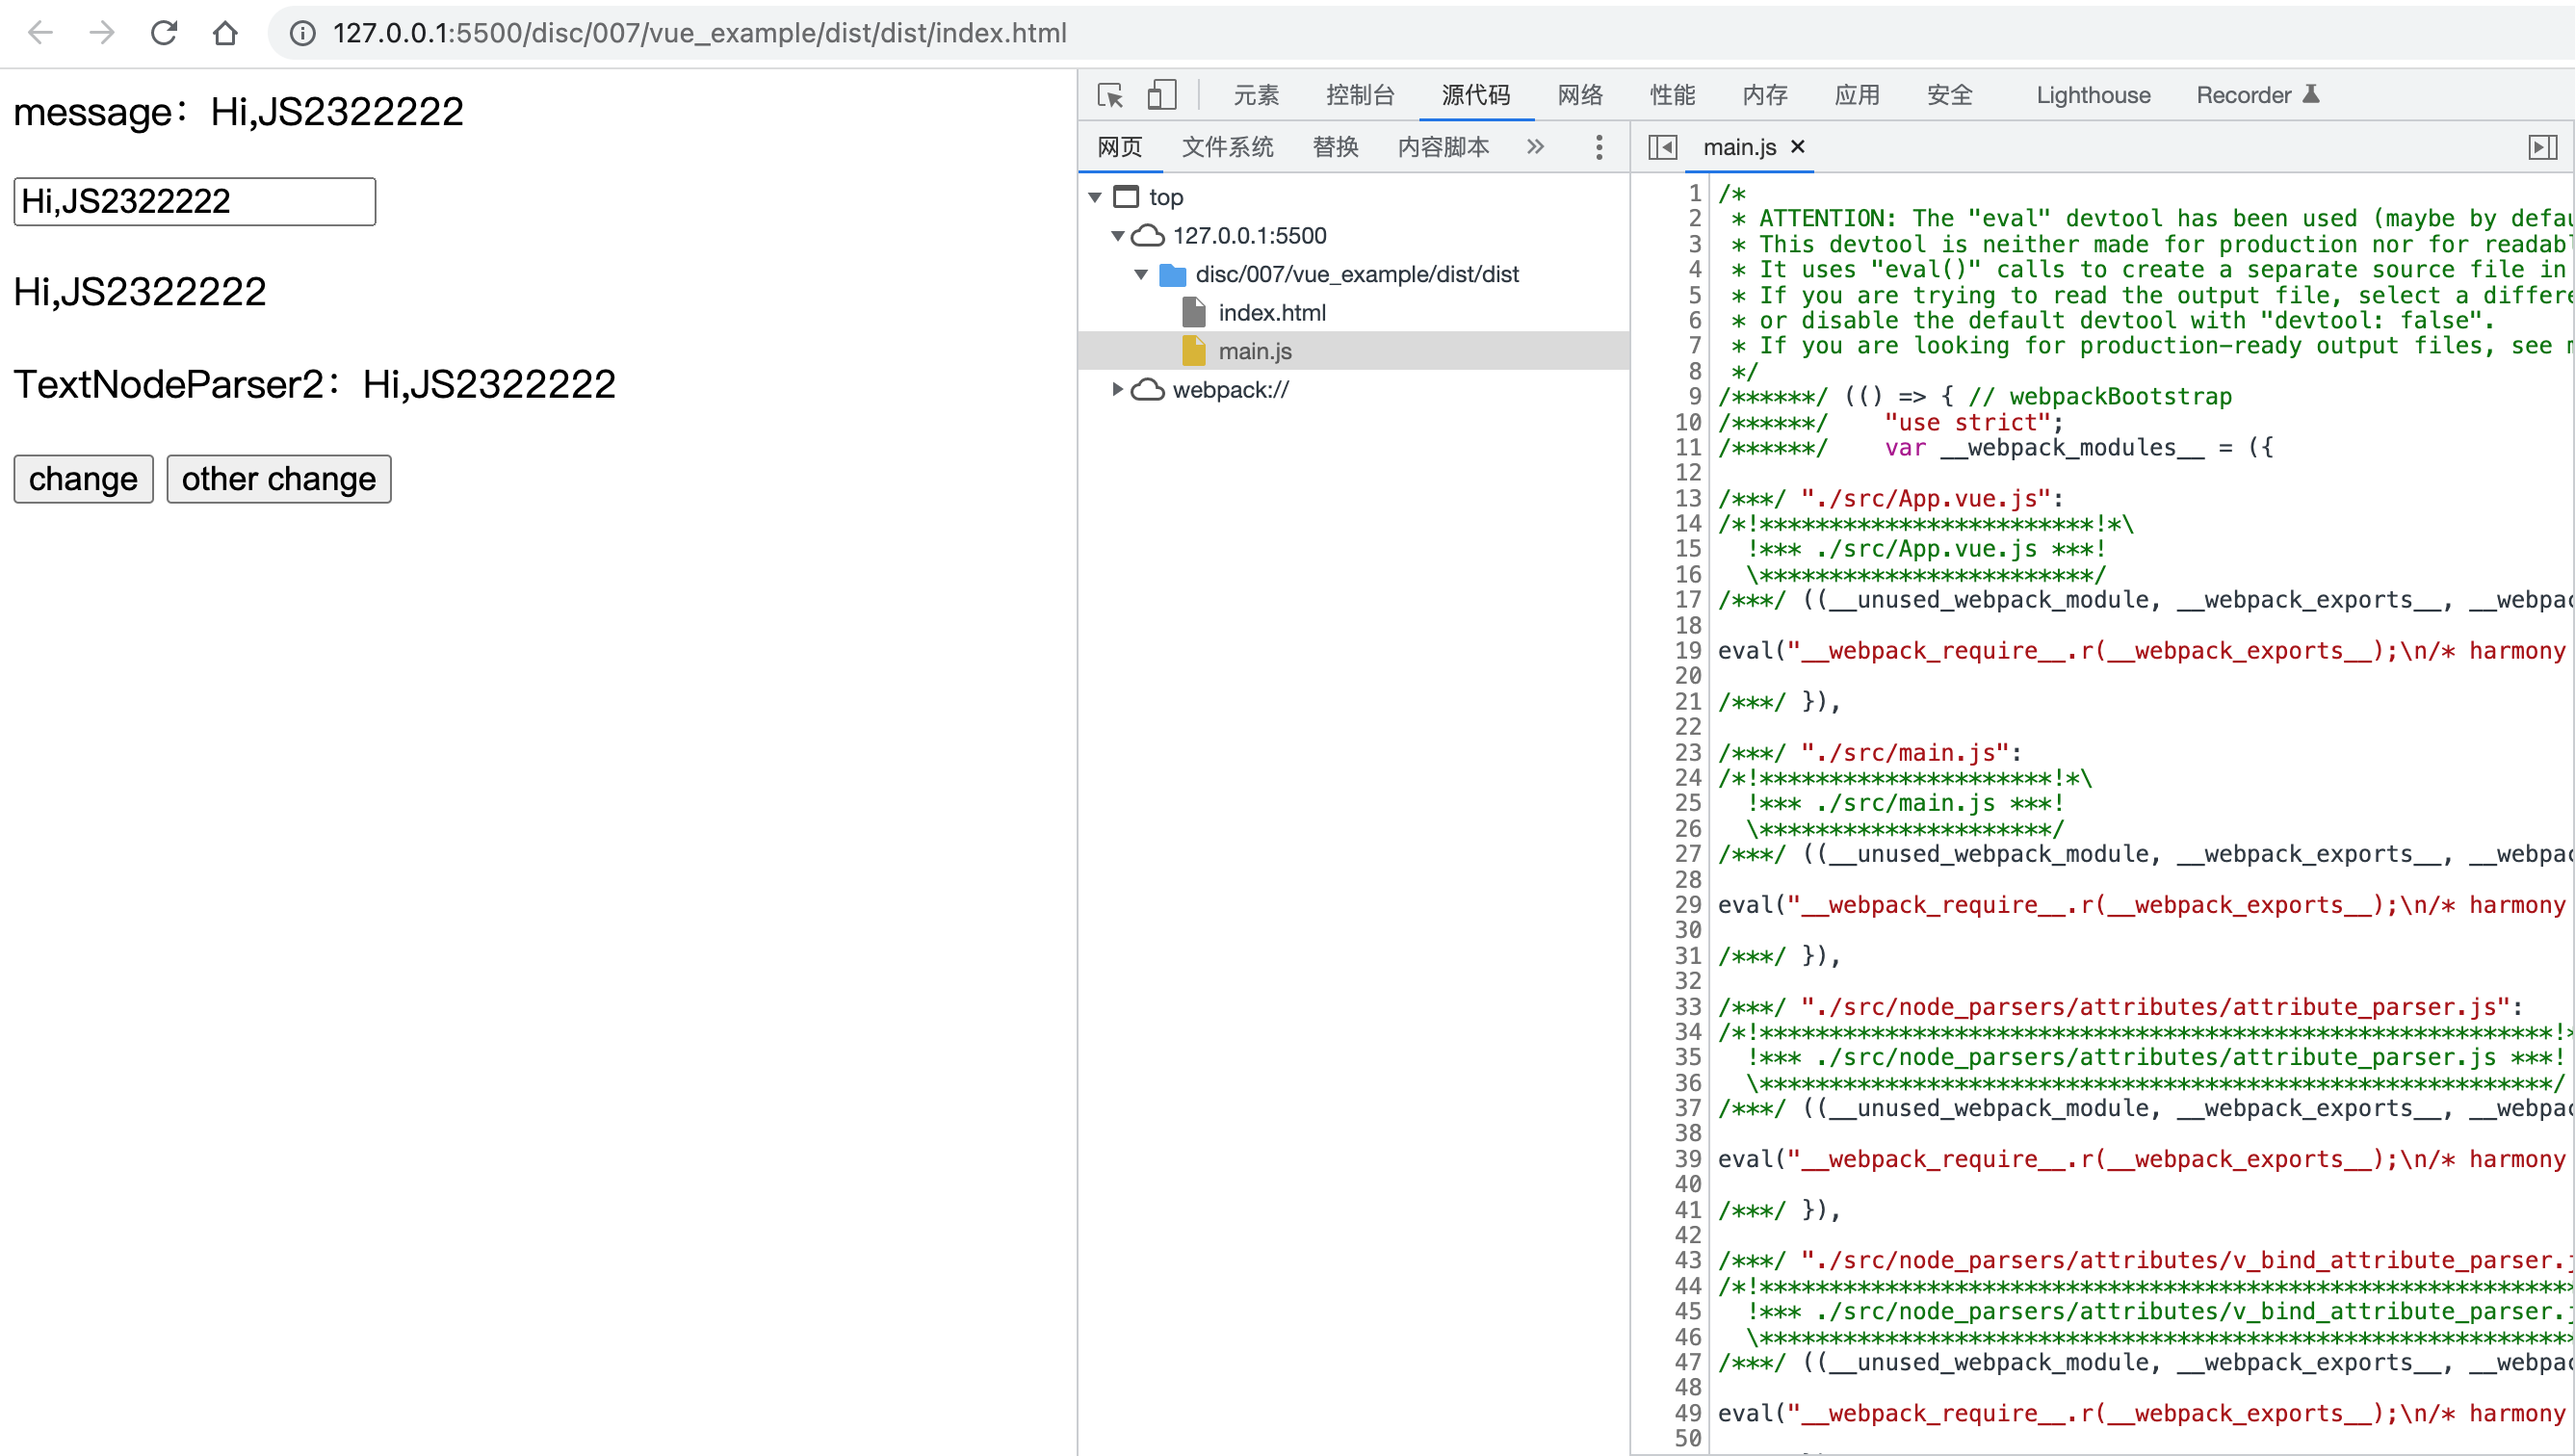 127.0.0.1:5500/disc/007/vue_example/dist/dist/index.html
message：Hi,JS2322222
Hi,JS2322222
Hi,JS2322222
TextNodeParser2：Hi,JS2322222
change other change
元素 控制台 源代码 网络 性能 内存 应用 安全 Lighthouse Recorder
网页 文件系统 替换 内容脚本 »
top
127.0.0.1:5500
disc/007/vue_example/dist/dist
index.html
main.js
webpack://
main.js ×
1 /*
2 * ATTENTION: The "eval" devtool has been used (maybe by defau
3 * This devtool is neither made for production nor for readab
4 * It uses "eval()" calls to create a separate source file in
5 * If you are trying to read the output file, select a differe
6 * or disable the default devtool with "devtool: false".
7 * If you are looking for production-ready output files, see m
8 */
9 /******/ (() => { // webpackBootstrap
10 /******/ "use strict";
11 /******/ var __webpack_modules__ = ({
12
13 /***/ "./src/App.vue.js":
14 /*!************************!*\
15 !*** ./src/App.vue.js ***!
16 \************************/
17 /***/ ((__unused_webpack_module, __webpack_exports__, __webpac
18
19 eval("__webpack_require__.r(__webpack_exports__);\n/* harmony
20
21 /***/ }),
22
23 /***/ "./src/main.js":
24 /*!*********************!*\
25 !*** ./src/main.js ***!
26 \*********************/
27 /***/ ((__unused_webpack_module, __webpack_exports__, __webpac
28
29 eval("__webpack_require__.r(__webpack_exports__);\n/* harmony
30
31 /***/ }),
32
33 /***/ "./src/node_parsers/attributes/attribute_parser.js":
34 /*!*********************************************************!*
35 !*** ./src/node_parsers/attributes/attribute_parser.js ***!
36 \*********************************************************/
37 /***/ ((__unused_webpack_module, __webpack_exports__, __webpac
38
39 eval("__webpack_require__.r(__webpack_exports__);\n/* harmony
40
41 /***/ }),
42
43 /***/ "./src/node_parsers/attributes/v_bind_attribute_parser.j
44 /*!***********************************************************
45 !*** ./src/node_parsers/attributes/v_bind_attribute_parser.j
46 \***********************************************************
47 /***/ ((__unused_webpack_module, __webpack_exports__, __webpac
48
49 eval("__webpack_require__.r(__webpack_exports__);\n/* harmony
50